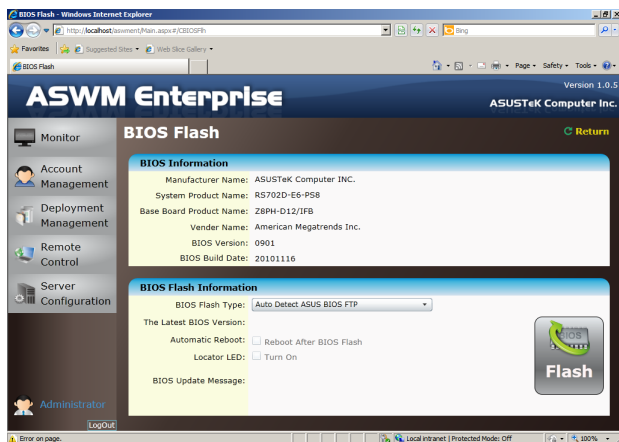 BIOS Flash - Windows Internet Explorer
http://localhost/aswment/Main.aspx#/CBIOSFlh
Bing
Favorites Suggested Sites Web Slice Gallery
BIOS Flash Page Safety Tools
Version 1.0.5
ASWM Enterprise
ASUSTeK Computer Inc.
Monitor
Account Management
Deployment Management
Remote Control
Server Configuration
Administrator
LogOut
BIOS Flash
Return
BIOS Information
Manufacturer Name: ASUSTeK Computer INC.
System Product Name: RS702D-E6-PS8
Base Board Product Name: Z8PH-D12/IFB
Vender Name: American Megatrends Inc.
BIOS Version: 0901
BIOS Build Date: 20101116
BIOS Flash Information
BIOS Flash Type: Auto Detect ASUS BIOS FTP
The Latest BIOS Version:
Automatic Reboot: Reboot After BIOS Flash
Locator LED: Turn On
BIOS Update Message:
BIOS
Flash
Error on page. Local intranet | Protected Mode: Off 100%